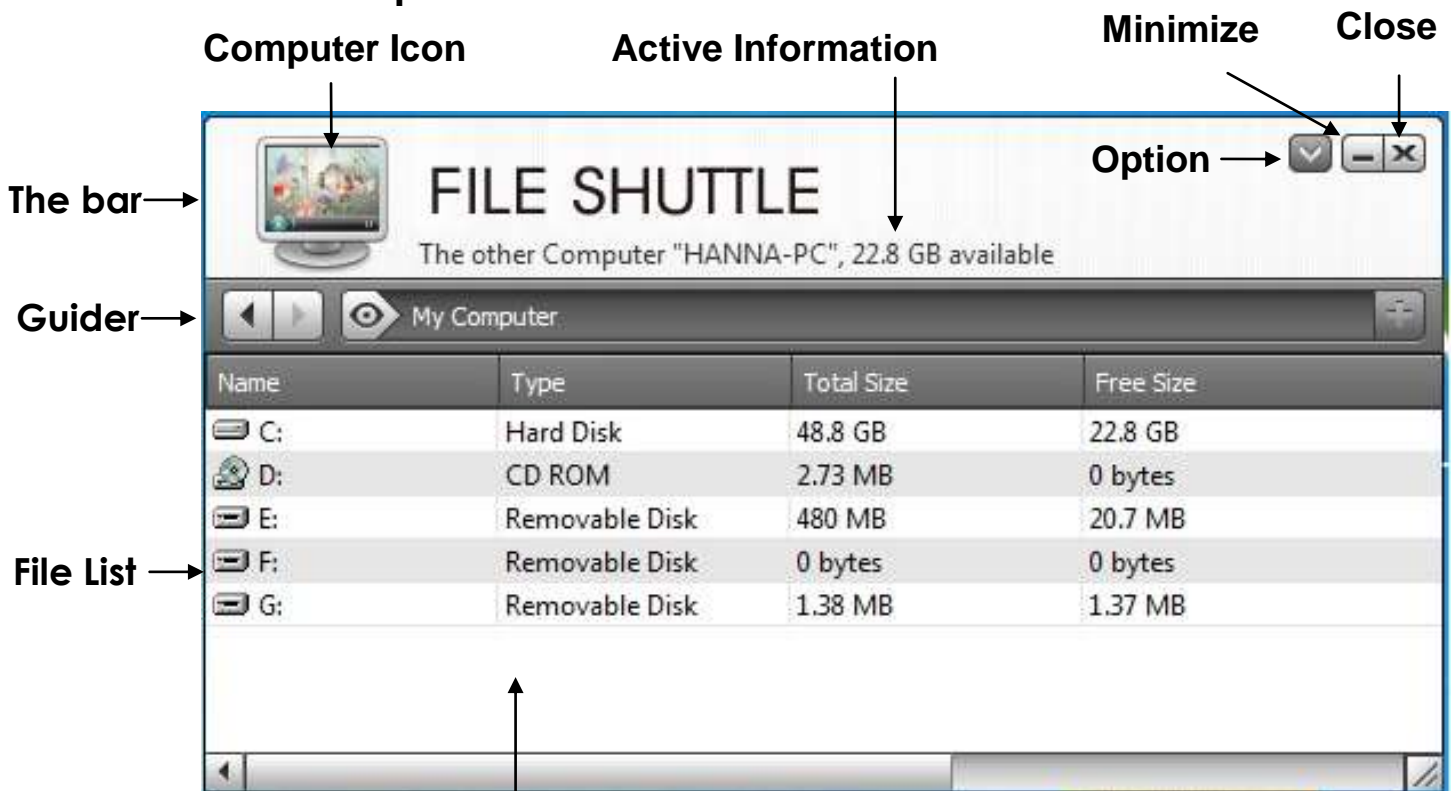 Computer Icon
Active Information
Minimize
Close
Option
The bar
FILE SHUTTLE
The other Computer "HANNA-PC", 22.8 GB available
Guider
My Computer
Name Type Total Size Free Size
C: Hard Disk 48.8 GB 22.8 GB
D: CD ROM 2.73 MB 0 bytes
E: Removable Disk 480 MB 20.7 MB
File List
F: Removable Disk 0 bytes 0 bytes
G: Removable Disk 1.38 MB 1.37 MB